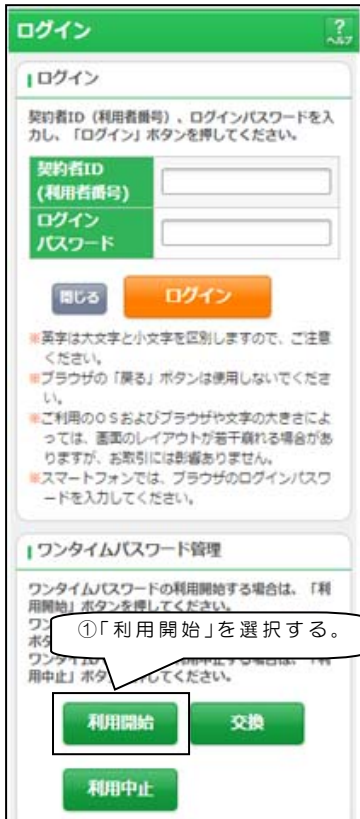 ログイン
?
ヘルプ
ログイン
契約者ID（利用者番号）、ログインパスワードを入
力し、「ログイン」ボタンを押してください。
契約者ID
(利用者番号)
ログイン
パスワード
閉じる
ログイン
※英字は大文字と小文字を区別しますので、ご注意
ください。
※ブラウザの「戻る」ボタンは使用しないでくださ
い。
※ご利用のＯＳおよびブラウザや文字の大きさによ
っては、画面のレイアウトが若干崩れる場合があ
りますが、お取引には影響ありません。
※スマートフォンでは、ブラウザのログインパスワ
ードを入力してください。
ワンタイムパスワード管理
ワンタイムパスワードの利用開始する場合は、「利
用開始」ボタンを押してください。
①「利用開始」を選択する。
用中止」ボタ
してください。
利用開始
交換
利用中止